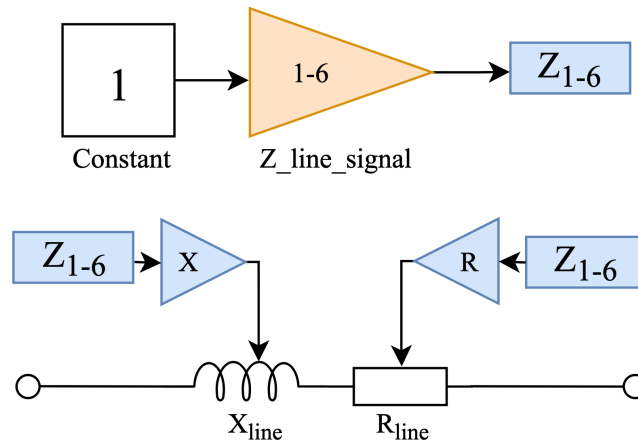 1
1-6
Z1-6
Constant
Z_line_signal
Z1-6
X
R
Z1-6
Xline
Rline